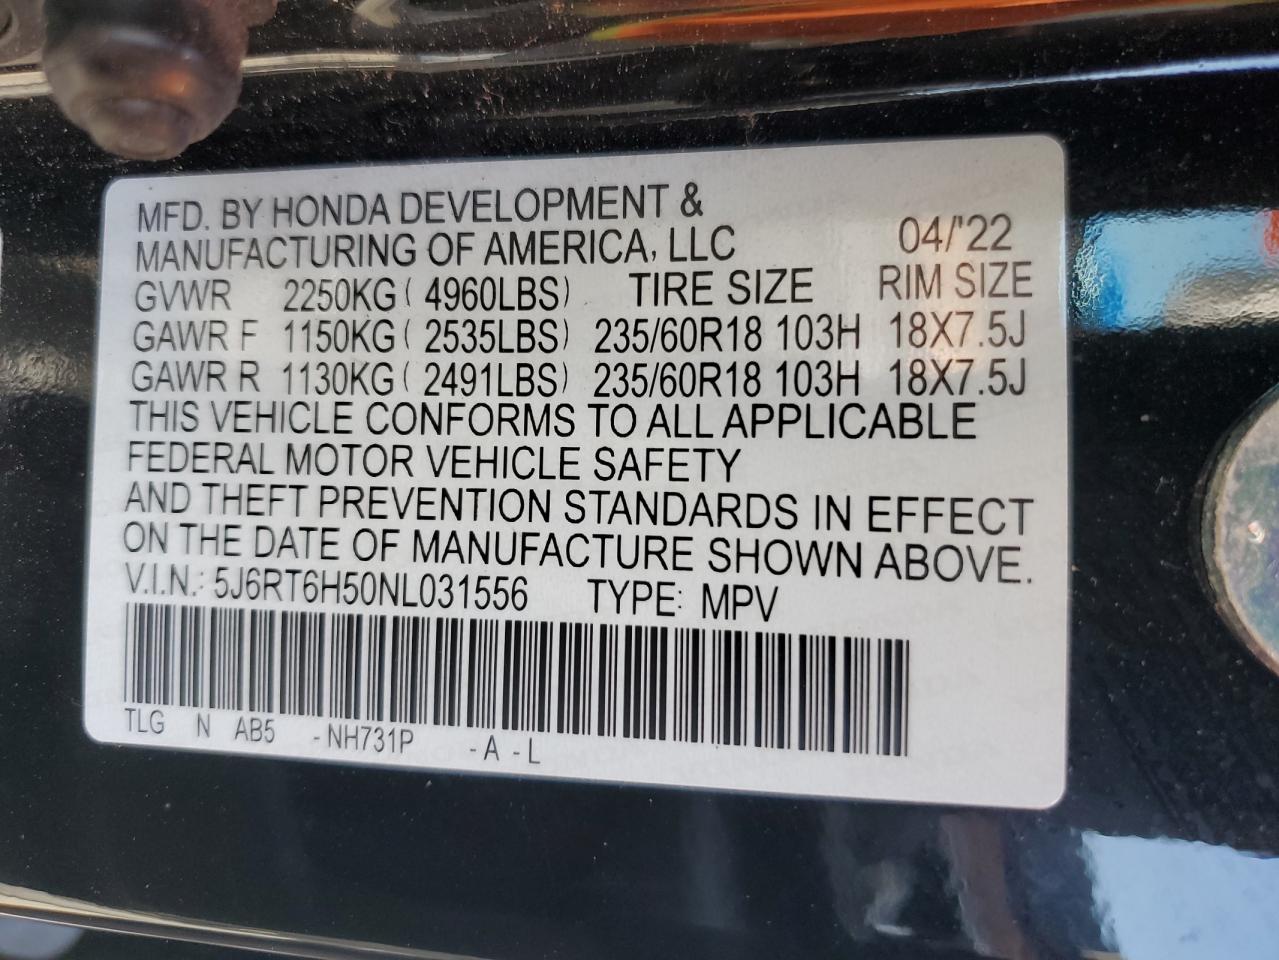 MFD. BY HONDA DEVELOPMENT &
MANUFACTURING OF AMERICA, LLC 04/'22
GVWR 2250KG ( 4960LBS) TIRE SIZE RIM SIZE
GAWR F 1150KG ( 2535LBS) 235/60R18 103H 18X7.5J
GAWR R 1130KG ( 2491LBS) 235/60R18 103H 18X7.5J
THIS VEHICLE CONFORMS TO ALL APPLICABLE
FEDERAL MOTOR VEHICLE SAFETY
AND THEFT PREVENTION STANDARDS IN EFFECT
ON THE DATE OF MANUFACTURE SHOWN ABOVE.
V.I.N.: 5J6RT6H50NL031556 TYPE: MPV
TLG N AB5 -NH731P -A -L